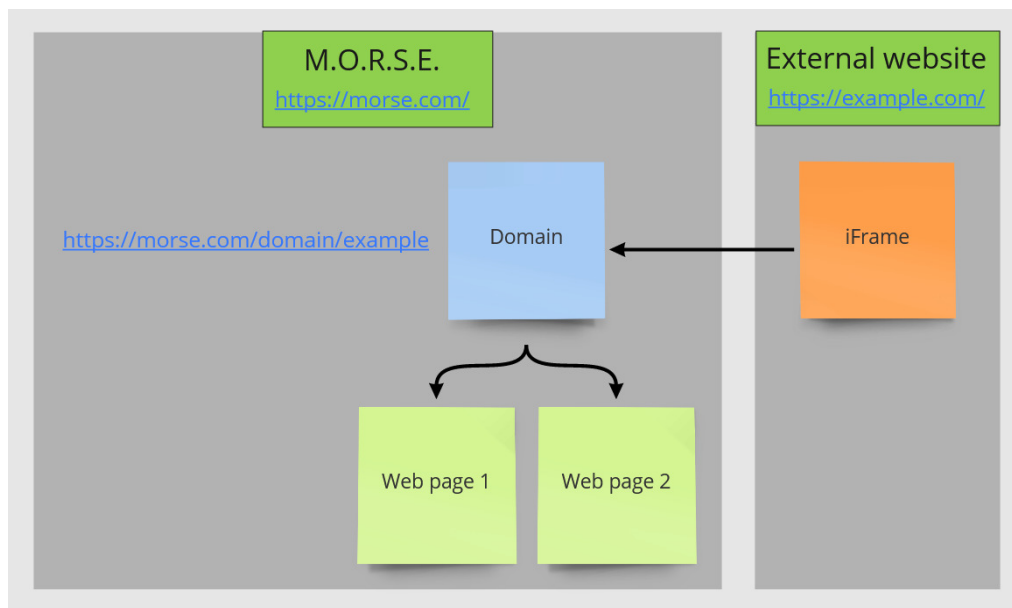 M.O.R.S.E.
https://morse.com/
External website
https://example.com/
https://morse.com/domain/example
Domain
iFrame
Web page 1
Web page 2